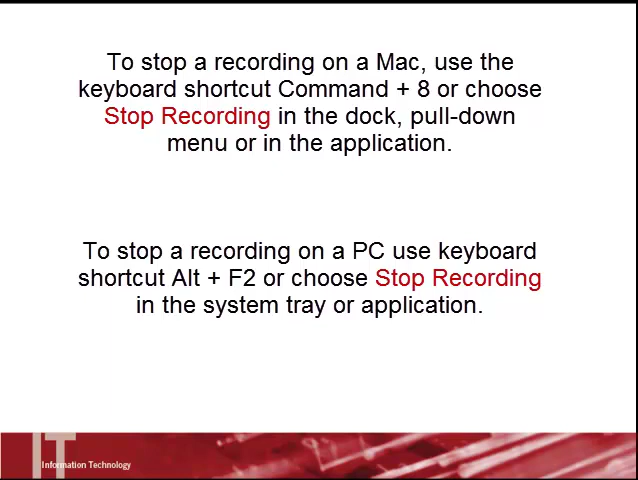 To stop a recording on a Mac, use the
keyboard shortcut Command + 8 or choose
Stop Recording in the dock, pull-down
menu or in the application.
To stop a recording on a PC use keyboard
shortcut Alt + F2 or choose Stop Recording
in the system tray or application.
IT
Information Technology